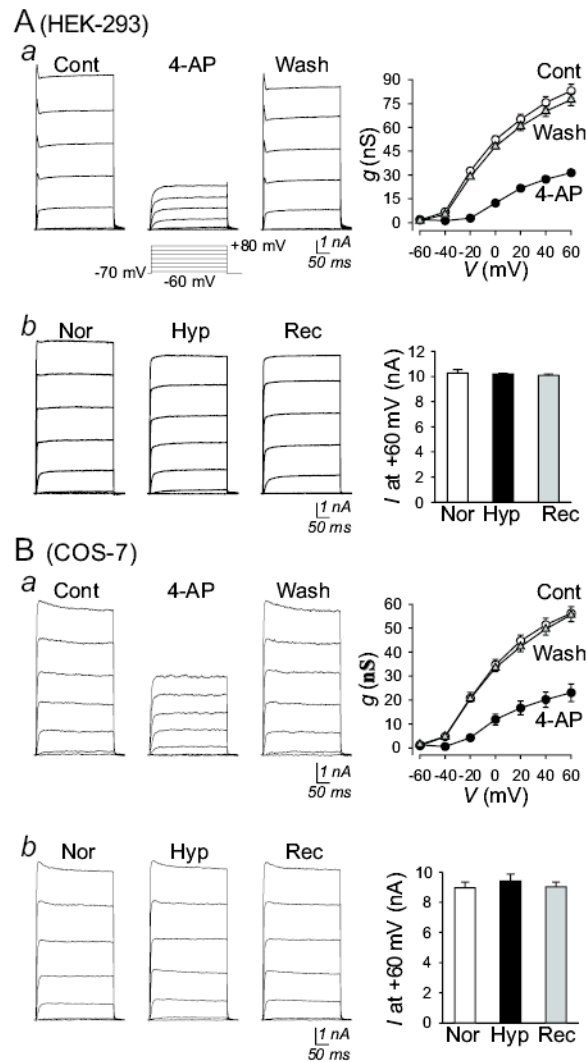 A (HEK-293)
a
Cont 4-AP Wash
90
75
60
45
30
15
0
g (nS)
Cont
Wash
4-AP
-60 -40 -20 0 20 40 60
V (mV)
+80 mV
-70 mV
-60 mV
1 nA
50 ms
b
Nor Hyp Rec
12
10
8
6
4
2
0
I at +60 mV (nA)
Nor Hyp Rec
1 nA
50 ms
B (COS-7)
a
Cont 4-AP Wash
60
50
40
30
20
10
0
g (nS)
Cont
Wash
4-AP
-60 -40 -20 0 20 40 60
V (mV)
1 nA
50 ms
b
Nor Hyp Rec
10
8
6
4
2
0
I at +60 mV (nA)
Nor Hyp Rec
1 nA
50 ms